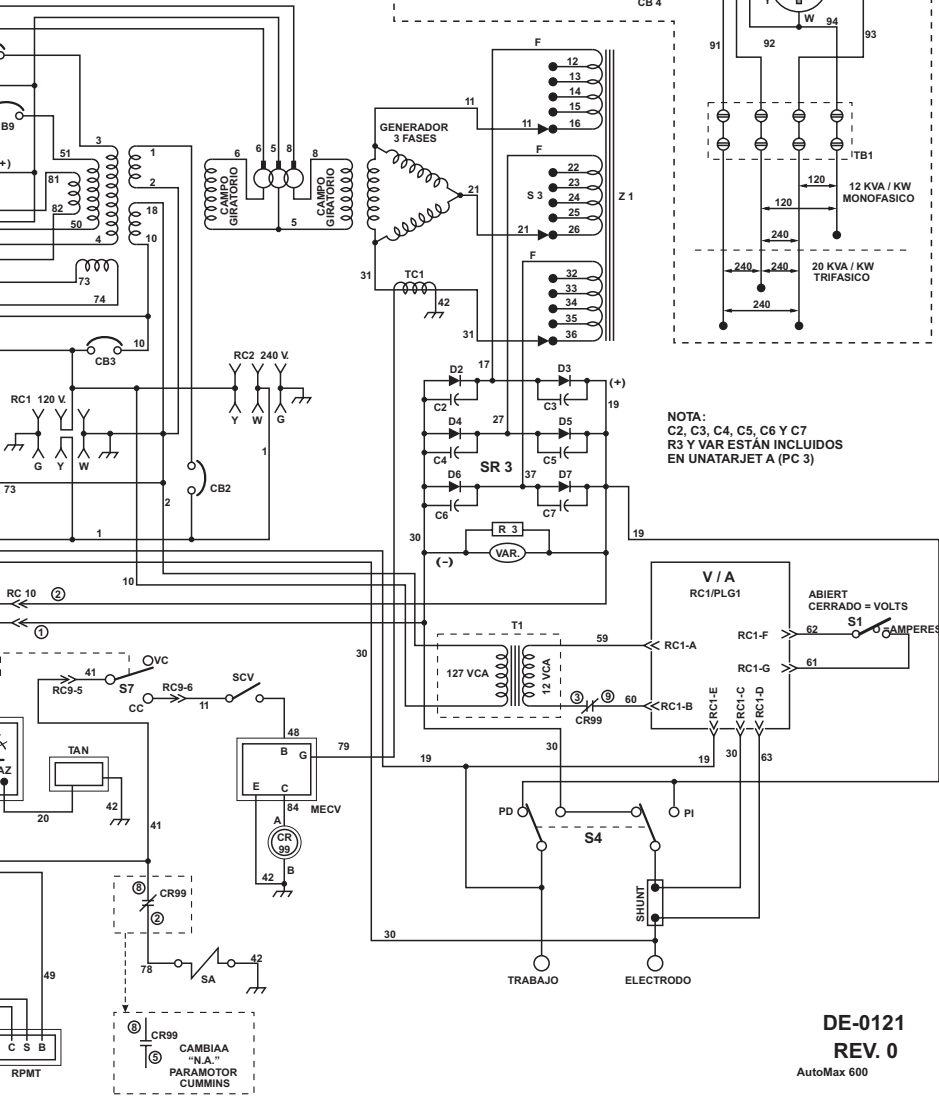 CB 4
Y
B
W
94
91
92
93
F
12
13
14
15
11
11
16
GENERADOR
3 FASES
B9
3
51
1
6
6
5
8
8
+)
81
2
CAMPO
GIRATORIO
CAMPO
GIRATORIO
F
22
23
S 3
24
Z 1
25
21
21
26
TB1
120
12 KVA / KW
MONOFASICO
120
82
50
18
4
10
5
240
F
31
TC1
32
33
34
35
42
31
36
240
240
20 KVA / KW
TRIFASICO
240
73
74
10
CB3
RC2 240 V.
17
D2
D3
(+)
C2
C3
19
RC1 120 V.
Y
W
G
27
D4
D5
C4
C5
SR 3
NOTA:
C2, C3, C4, C5, C6 Y C7
R3 Y VAR ESTÁN INCLUIDOS
EN UNATARJET A (PC 3)
G
Y
W
1
73
CB2
2
D6
37
D7
C6
C7
1
30
R 3
VAR.
(-)
19
10
RC 10
2
1
V / A
RC1/PLG1
ABIERT
CERRADO = VOLTS
S1
O =AMPERES
62
RC1-F
T1
59
RC1-A
127 VCA
12 VCA
RC1-G
61
3
9
CR99
60
RC1-B
RC1-E
RC1-C
RC1-D
30
VC
41
RC9-5
S7
RC9-6
CC
11
SCV
48
B
G
79
19
30
19
30
63
TAN
AZ
E
C
84
MECV
42
20
41
A
CR
99
B
42
PD
PI
S4
8
CR99
2
SHUNT
30
78
SA
42
TRABAJO
ELECTRODO
49
8
CR99
5
CAMBIAA
“N.A.”
PARAMOTOR
CUMMINS
C S B
RPMT
DE-0121
REV. 0
AutoMax 600